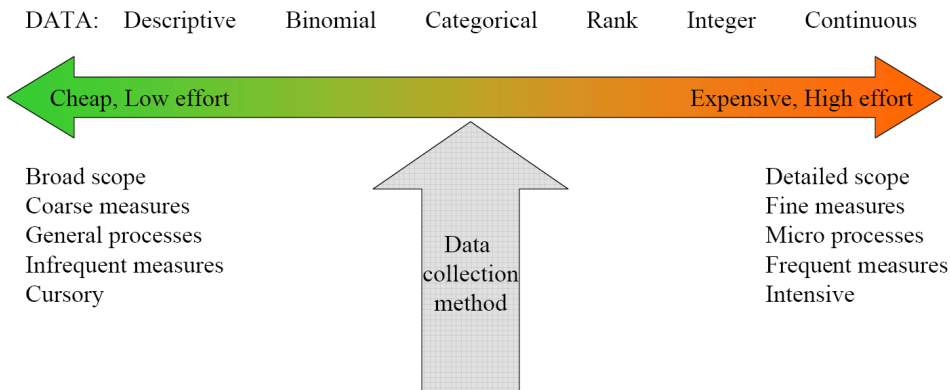 DATA: Descriptive Binomial Categorical Rank Integer Continuous
Cheap, Low effort
Expensive, High effort
Broad scope
Coarse measures
General processes
Infrequent measures
Cursory
Data
collection
method
Detailed scope
Fine measures
Micro processes
Frequent measures
Intensive